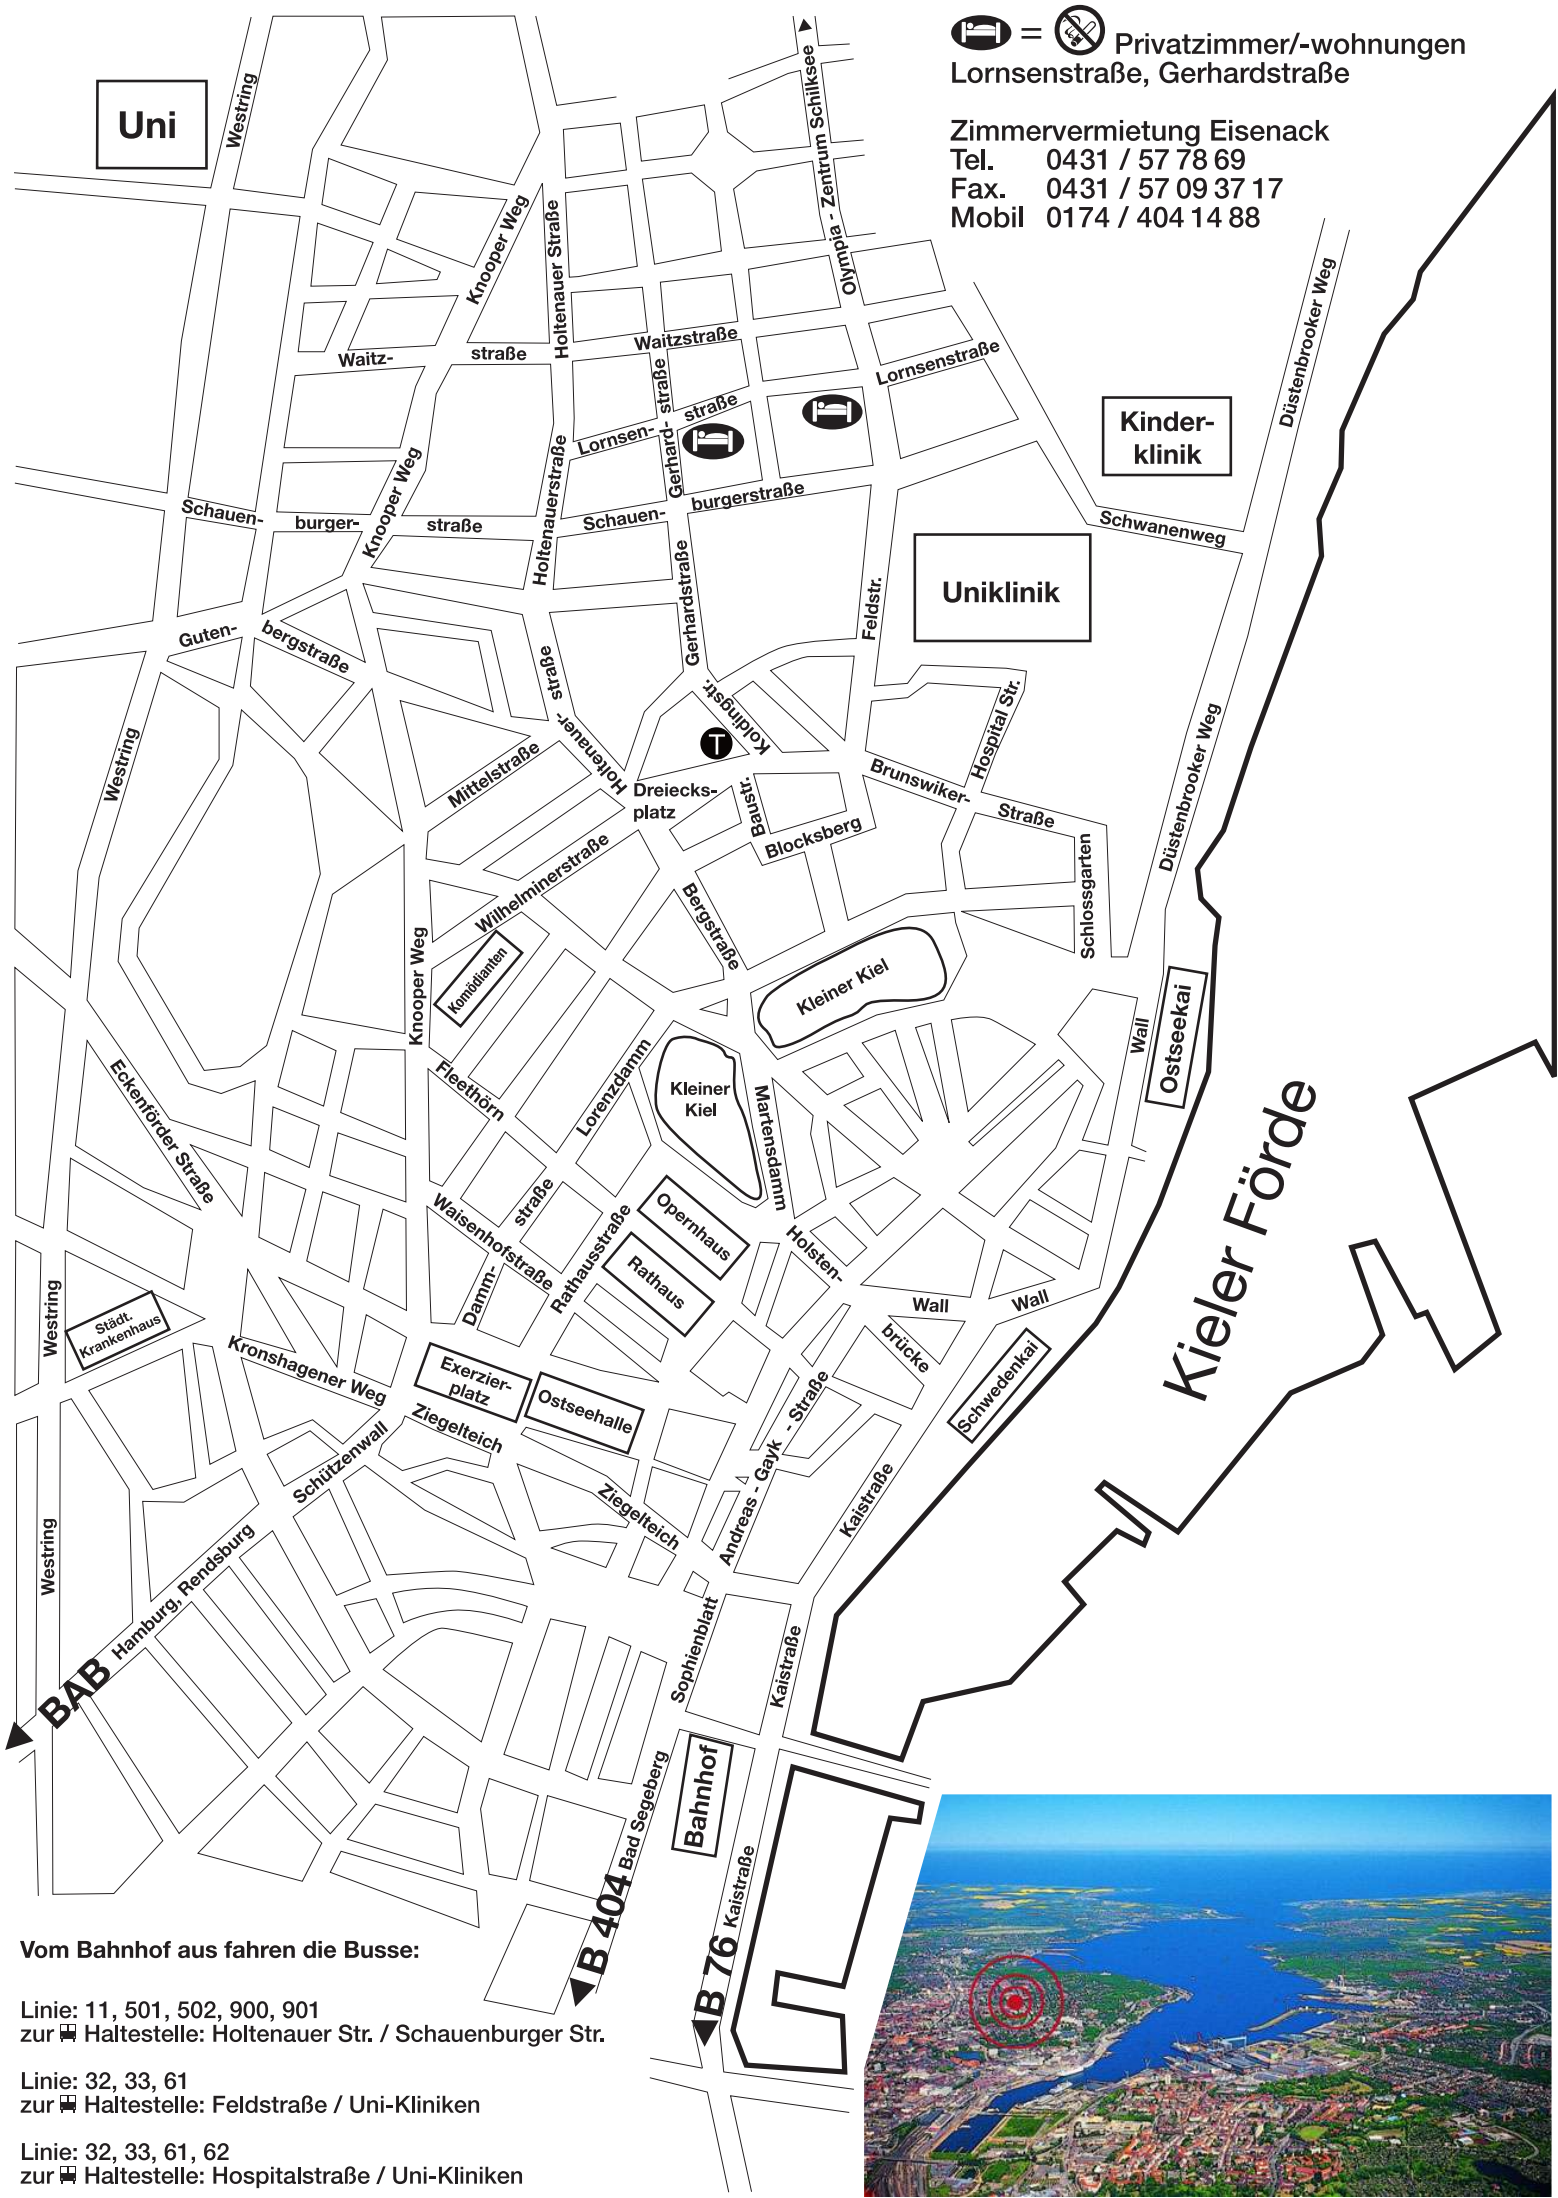 = Privatzimmer/-wohnungen
Lornsenstraße, Gerhardstraße
Zimmervermietung Eisenack
Tel. 0431 / 57 78 69
Fax. 0431 / 57 09 37 17
Mobil 0174 / 404 14 88
Uni
Westring
Knooper Weg
Holtenauer Straße
Olympia - Zentrum Schilksee
Düstenbrooker Weg
Waitz-
straße
Waitzstraße
Lornsenstraße
Lornsen-
straße
Gerhard-
straße
Kinder-
klinik
Knooper Weg
Holtenauerstraße
Schauen-
burger-
straße
Schauen-
burgerstraße
Schwanenweg
Uniklinik
Gerhardstraße
Feldstr.
Guten-
bergstraße
Holtenauer-
straße
Koldingstr.
T
Hospital Str.
Westring
Mittelstraße
Dreiecks-
platz
Baustr.
Blocksberg
Brunswiker-
Straße
Düstenbrooker Weg
Schlossgarten
Wilhelminerstraße
Bergstraße
Knooper Weg
Komödianten
Kleiner Kiel
Ostseekai
Wall
Eckenförder Straße
Fleethörn
Lorenzdamm
Kleiner
Kiel
Martensdamm
Kieler Förde
Waisenhofstraße
Damm-
straße
Rathausstraße
Opernhaus
Rathaus
Holsten-
brücke
Wall
Wall
Westring
Städt.
Krankenhaus
Kronshagener Weg
Exerzier-
platz
Ostseehalle
Schwedenkai
Ziegelteich
Schützenwall
Ziegelteich
Andreas - Gayk - Straße
Kaistraße
Westring
Hamburg, Rendsburg
BAB
Sophienblatt
Kaistraße
Bahnhof
Bad Segeberg
B 404
Kaistraße
B 76
Vom Bahnhof aus fahren die Busse:
Linie: 11, 501, 502, 900, 901
zur Haltestelle: Holtenauer Str. / Schauenburger Str.
Linie: 32, 33, 61
zur Haltestelle: Feldstraße / Uni-Kliniken
Linie: 32, 33, 61, 62
zur Haltestelle: Hospitalstraße / Uni-Kliniken